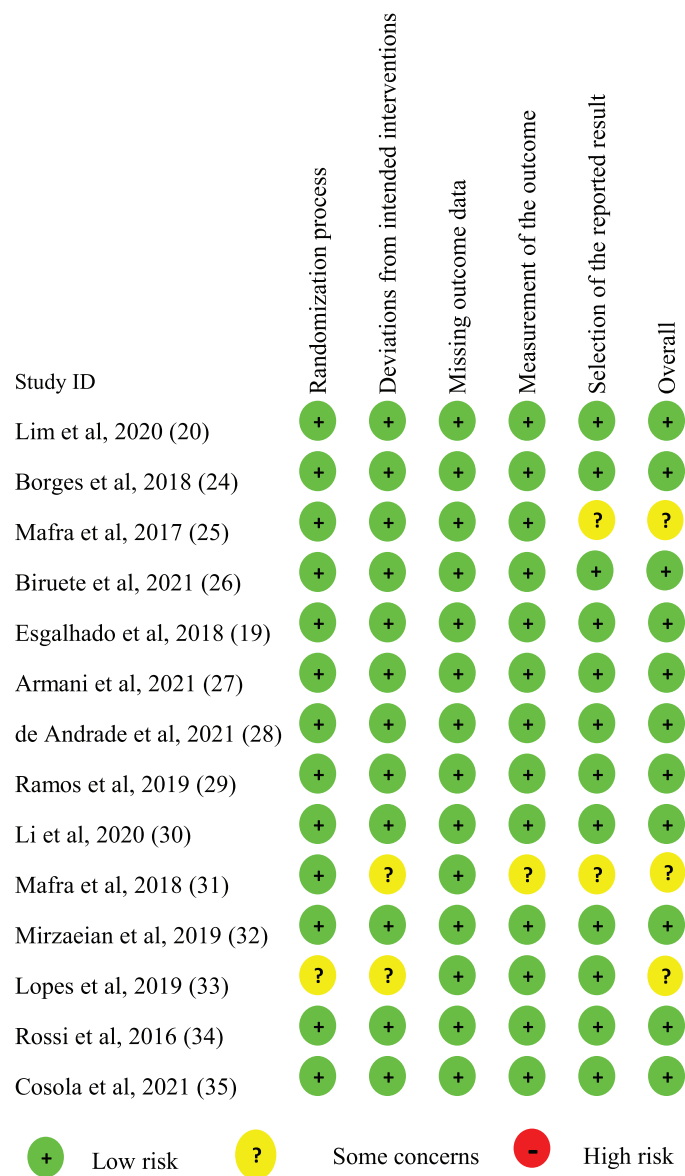 Randomization process
Deviations from intended interventions
Missing outcome data
Measurement of the outcome
Selection of the reported result
Overall
Study ID
Lim et al, 2020 (20) + + + + + +
Borges et al, 2018 (24) + + + + + +
Mafra et al, 2017 (25) + + + + ? ?
Biruete et al, 2021 (26) + + + + + +
Esgalhado et al, 2018 (19) + + + + + +
Armani et al, 2021 (27) + + + + + +
de Andrade et al, 2021 (28) + + + + + +
Ramos et al, 2019 (29) + + + + + +
Li et al, 2020 (30) + + + + + +
Mafra et al, 2018 (31) + ? + ? ? ?
Mirzaeian et al, 2019 (32) + + + + + +
Lopes et al, 2019 (33) ? ? + + + ?
Rossi et al, 2016 (34) + + + + + +
Cosola et al, 2021 (35) + + + + + +
+ Low risk ? Some concerns - High risk